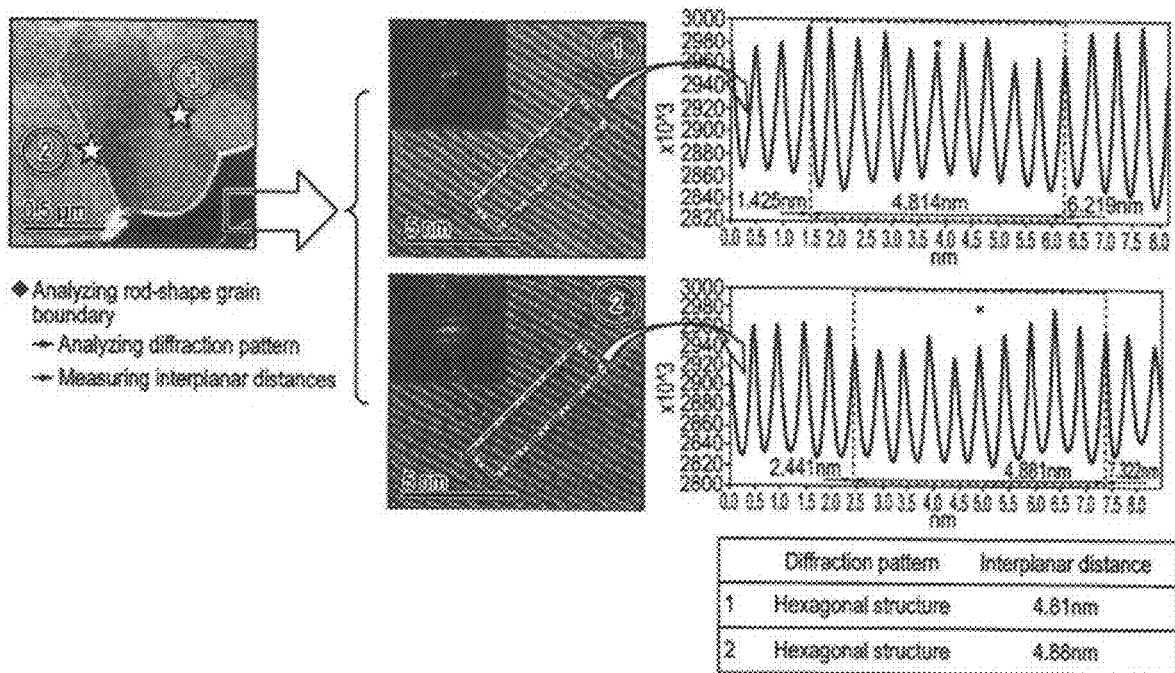 1
2
0.5 μm
◆ Analyzing rod-shape grain
boundary
→ Analyzing diffraction pattern
→ Measuring interplanar distances
1
5 nm
2
5 nm
x10^3
3000
2980
2960
2940
2920
2900
2880
2860
2840
2820
1.425nm 4.814nm 6.219nm
0.0 0.5 1.0 1.5 2.0 2.5 3.0 3.5 4.0 4.5 5.0 5.5 6.0 6.5 7.0 7.5 8.0
nm
x10^3
3000
2980
2960
2940
2920
2900
2880
2860
2840
2820
2800
2.441nm 4.881nm 7.322nm
0.0 0.5 1.0 1.5 2.0 2.5 3.0 3.5 4.0 4.5 5.0 5.5 6.0 6.5 7.0 7.5 8.0
nm
Diffraction pattern Interplanar distance
1 Hexagonal structure 4.81nm
2 Hexagonal structure 4.88nm